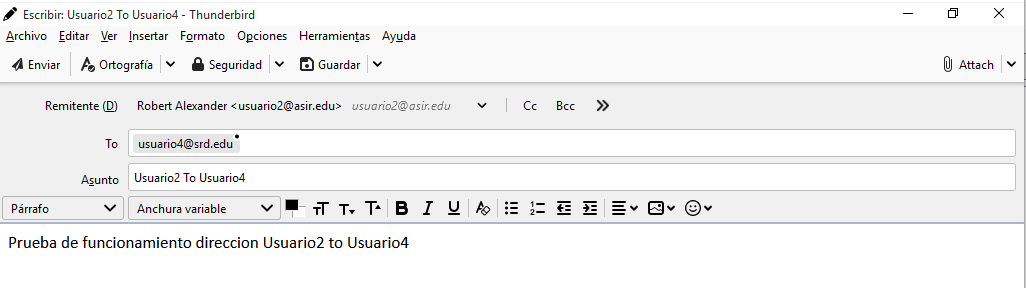 Escribir: Usuario2 To Usuario4 - Thunderbird
Archivo Editar Ver Insertar Formato Opciones Herramientas Ayuda
Enviar Ortografía Seguridad Guardar Attach
Remitente (D) Robert Alexander <usuario2@asir.edu> usuario2@asir.edu Cc Bcc
To usuario4@srd.edu
Asunto Usuario2 To Usuario4
Párrafo Anchura variable
Prueba de funcionamiento direccion Usuario2 to Usuario4